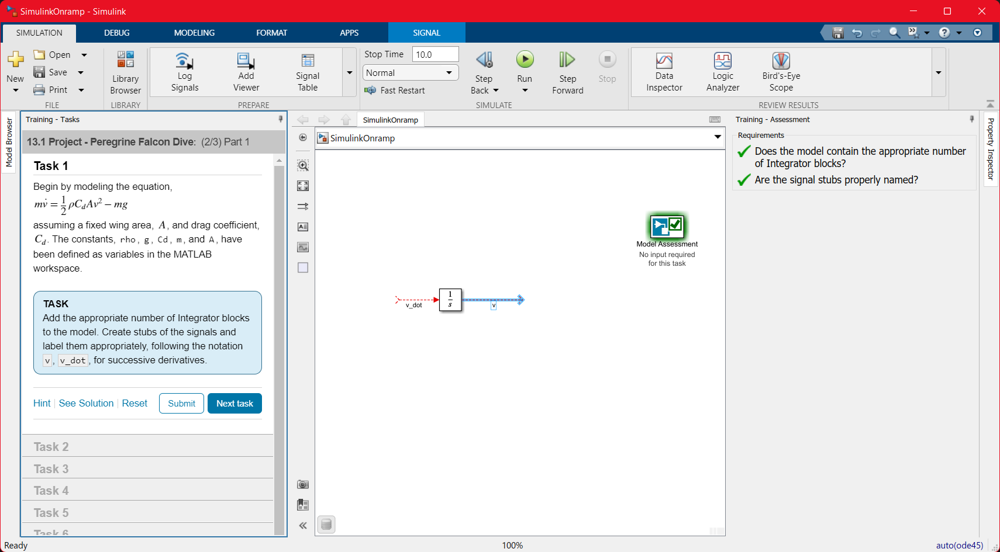 SimulinkOnramp - Simulink
SIMULATION DEBUG MODELING FORMAT APPS SIGNAL
New
Open
Save
Print
FILE
Library Browser
LIBRARY
Log Signals
Add Viewer
Signal Table
PREPARE
Stop Time 10.0
Normal
Fast Restart
Step Back
Run
Step Forward
Stop
SIMULATE
Data Inspector
Logic Analyzer
Bird's-Eye Scope
REVIEW RESULTS
Model Browser
Training - Tasks
13.1 Project - Peregrine Falcon Dive: (2/3) Part 1
Task 1
Begin by modeling the equation,
mv̇ = 1/2 ρC_dAv² – mg
assuming a fixed wing area, A, and drag coefficient,
C_d. The constants, rho, g, Cd, m, and A, have
been defined as variables in the MATLAB
workspace.
TASK
Add the appropriate number of Integrator blocks
to the model. Create stubs of the signals and
label them appropriately, following the notation
v, v_dot, for successive derivatives.
Hint See Solution Reset Submit Next task
Task 2
Task 3
Task 4
Task 5
Task 6
SimulinkOnramp
SimulinkOnramp
Model Assessment
No input required
for this task
v_dot
1
s
v
Training - Assessment
Requirements
Does the model contain the appropriate number
of Integrator blocks?
Are the signal stubs properly named?
Property Inspector
Ready
100%
auto(ode45)